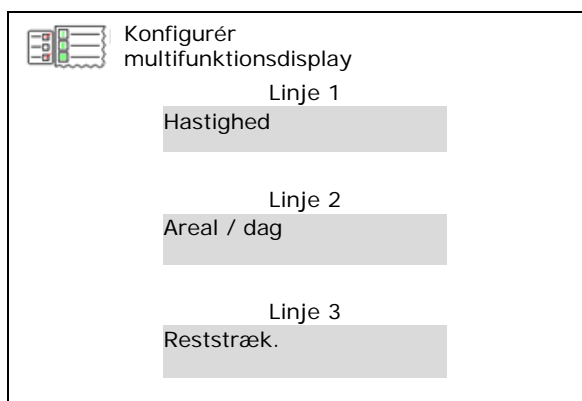 Konfigurér
multifunktionsdisplay
Linje 1
Hastighed
Linje 2
Areal / dag
Linje 3
Reststræk.